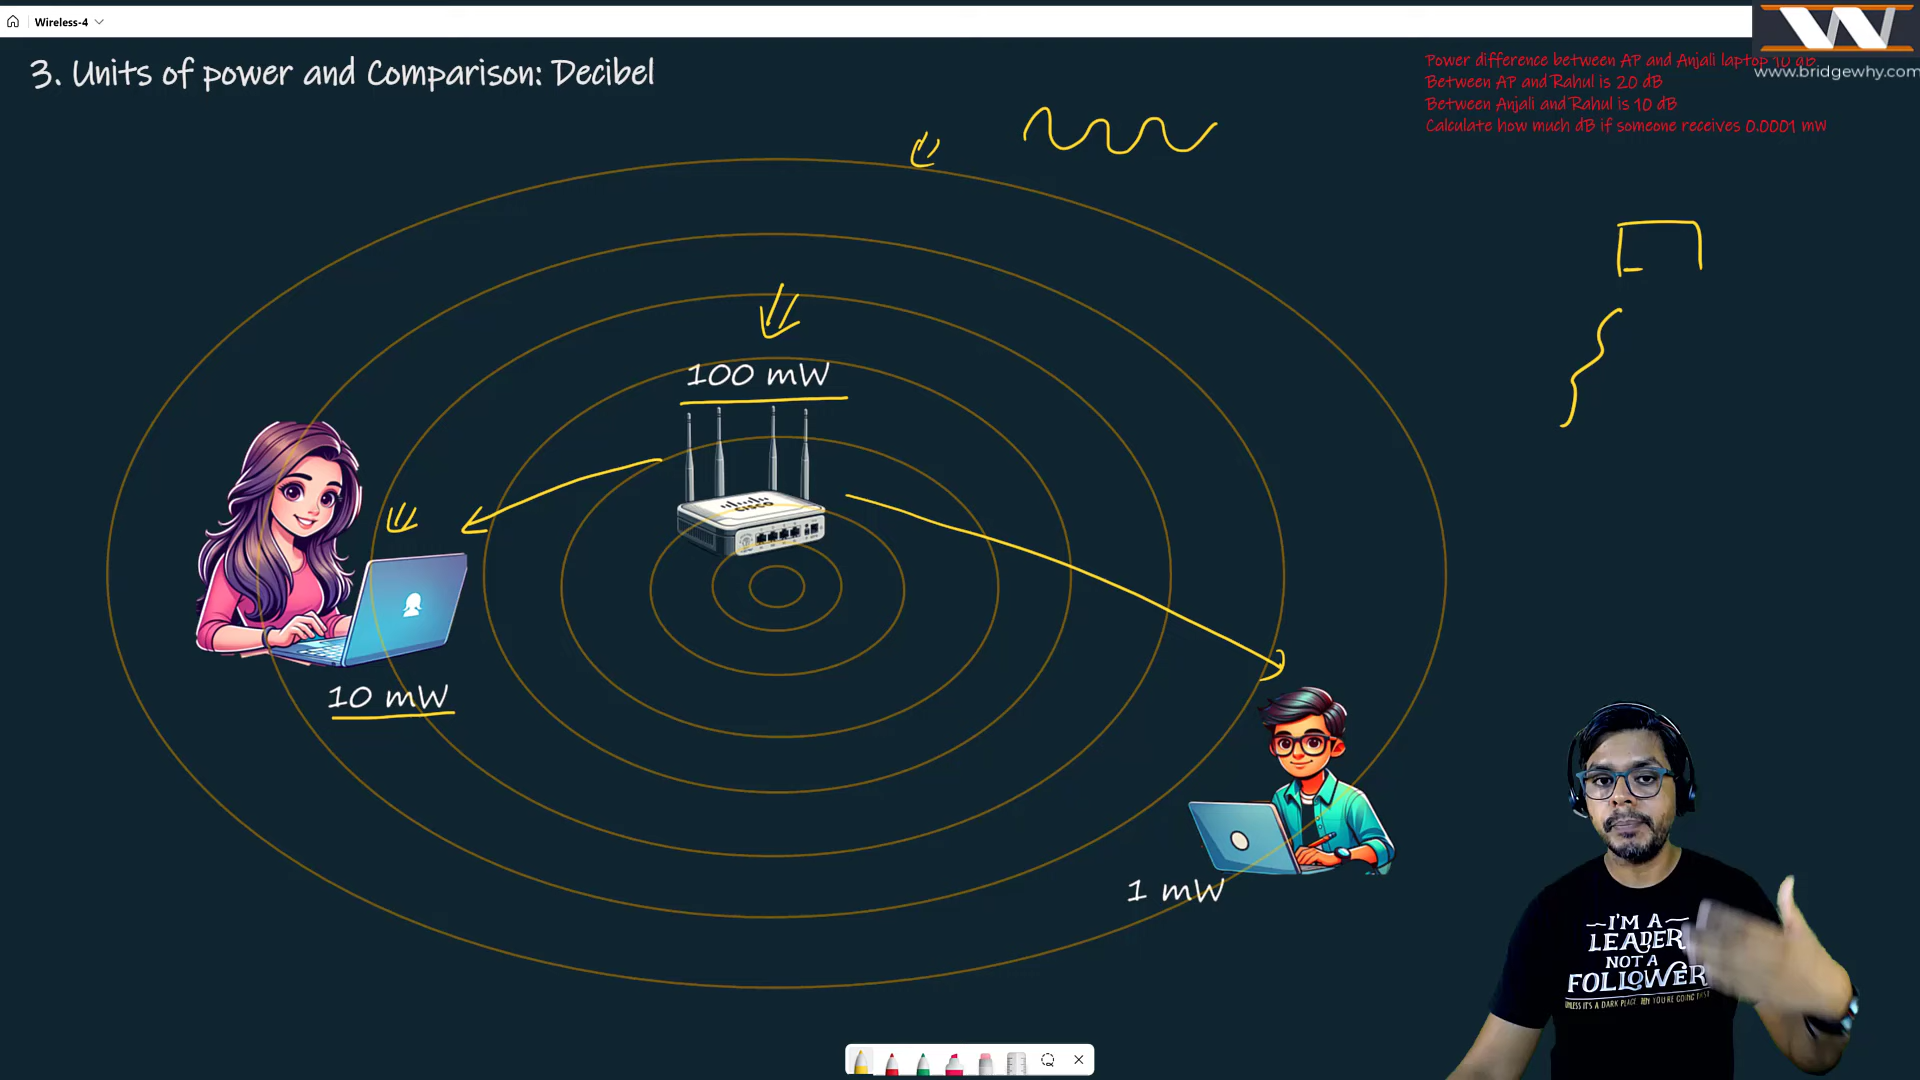 Wireless-4
3. Units of power and Comparison: Decibel
Power difference between AP and Anjali laptop 10 dB
Between AP and Rahul is 20 dB
Between Anjali and Rahul is 10 dB
Calculate how much dB if someone receives 0.0001 mW
W
www.bridgewhy.com
100 mW
CISCO
10 mW
1 mW
I'M A
LEADER
NOT A
FOLLOWER